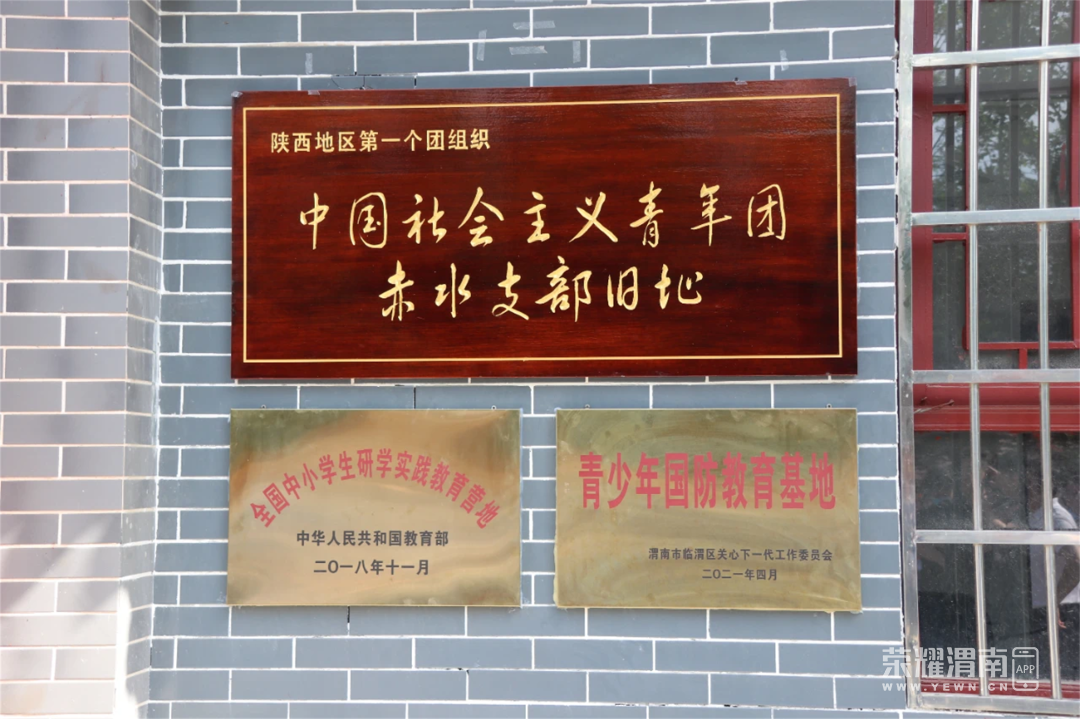 陕西地区第一个团组织
中国社会主义青年团
赤水支部旧址
全国中小学生研学实践教育营地
中华人民共和国教育部
二〇一八年十一月
青少年国防教育基地
渭南市临渭区关心下一代工作委员会
二〇二一年四月
荣耀渭南 APP
WWW.YEWN.CN